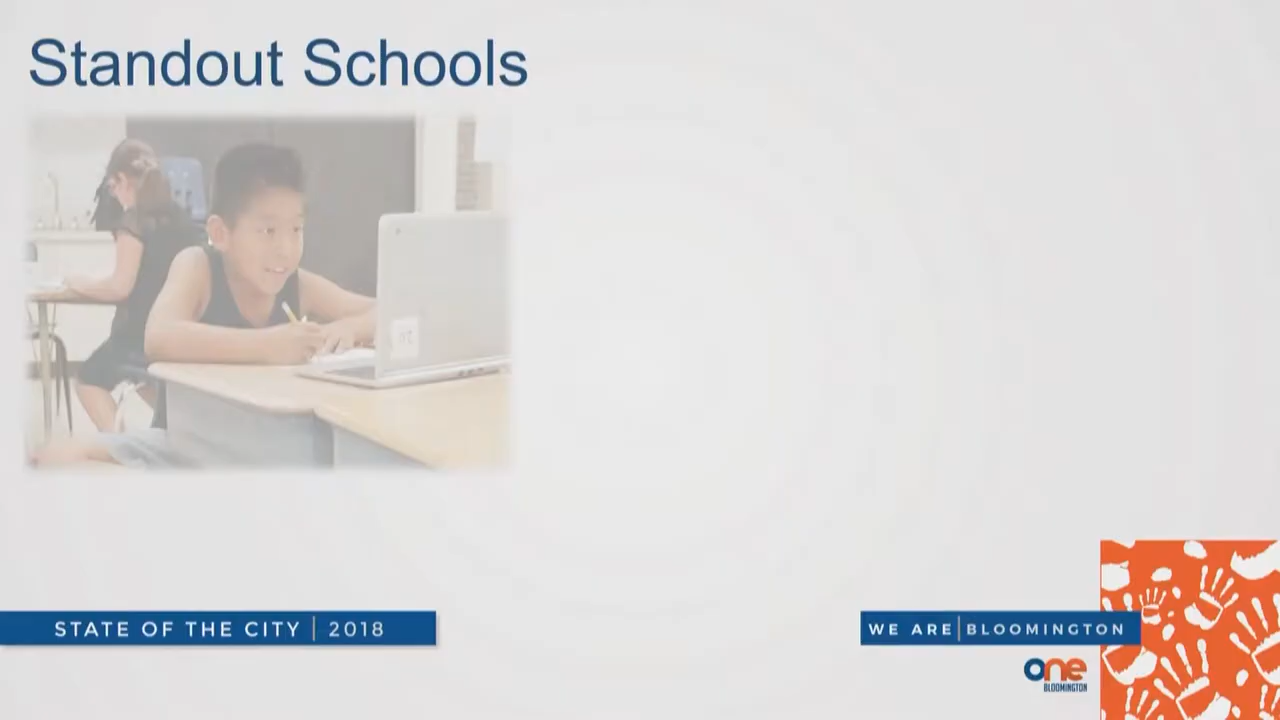 Standout Schools
STATE OF THE CITY | 2018
WE ARE | BLOOMINGTON
one
BLOOMINGTON